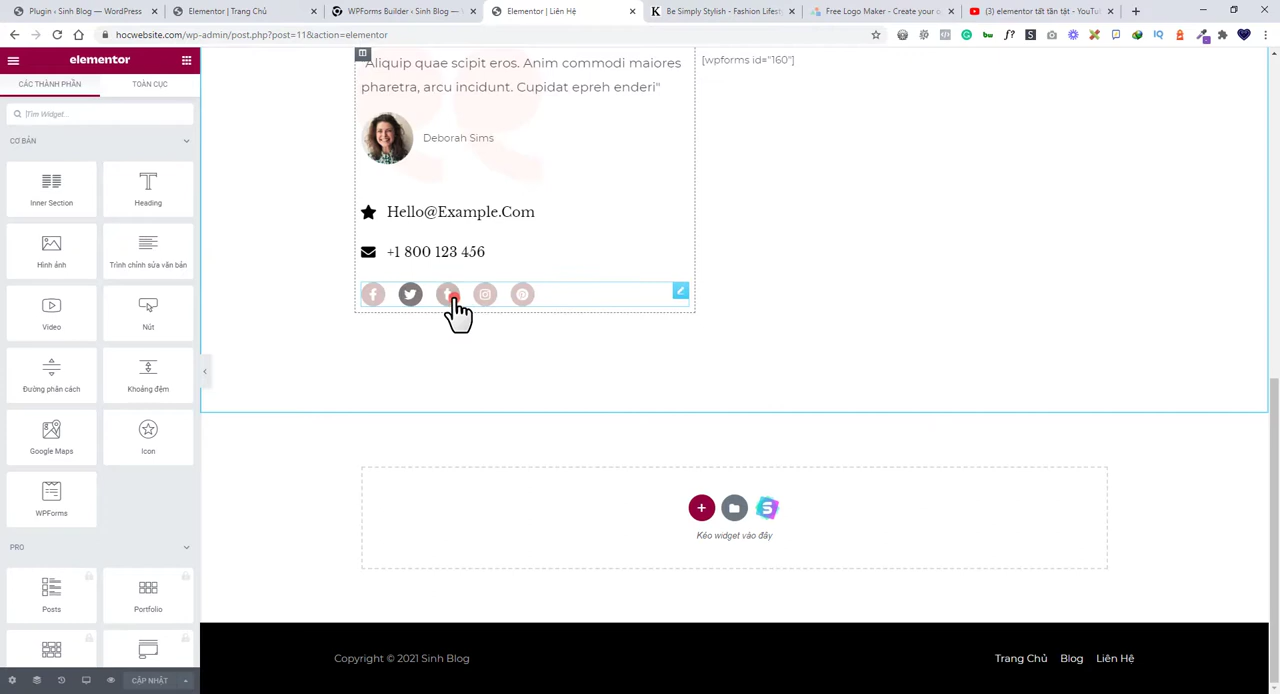 Plugin ‹ Sinh Blog — WordPress
Elementor | Trang Chủ
WPForms Builder ‹ Sinh Blog — W
Elementor | Liên Hệ
Be Simply Stylish - Fashion Lifesty
Free Logo Maker - Create your o
(3) elementor tất tần tật - YouTu
hocwebsite.com/wp-admin/post.php?post=11&action=elementor
elementor
CÁC THÀNH PHẦN
TOÀN CỤC
Tìm Widget...
CƠ BẢN
Inner Section
Heading
Hình ảnh
Trình chỉnh sửa văn bản
Video
Nút
Đường phân cách
Khoảng đệm
Google Maps
Icon
WPForms
PRO
Posts
Portfolio
CẬP NHẬT
"Aliquip quae scipit eros. Anim commodi maiores
pharetra, arcu incidunt. Cupidat epreh enderi"
Deborah Sims
Hello@Example.Com
+1 800 123 456
[wpforms id="160"]
Kéo widget vào đây
Copyright © 2021 Sinh Blog
Trang Chủ
Blog
Liên Hệ